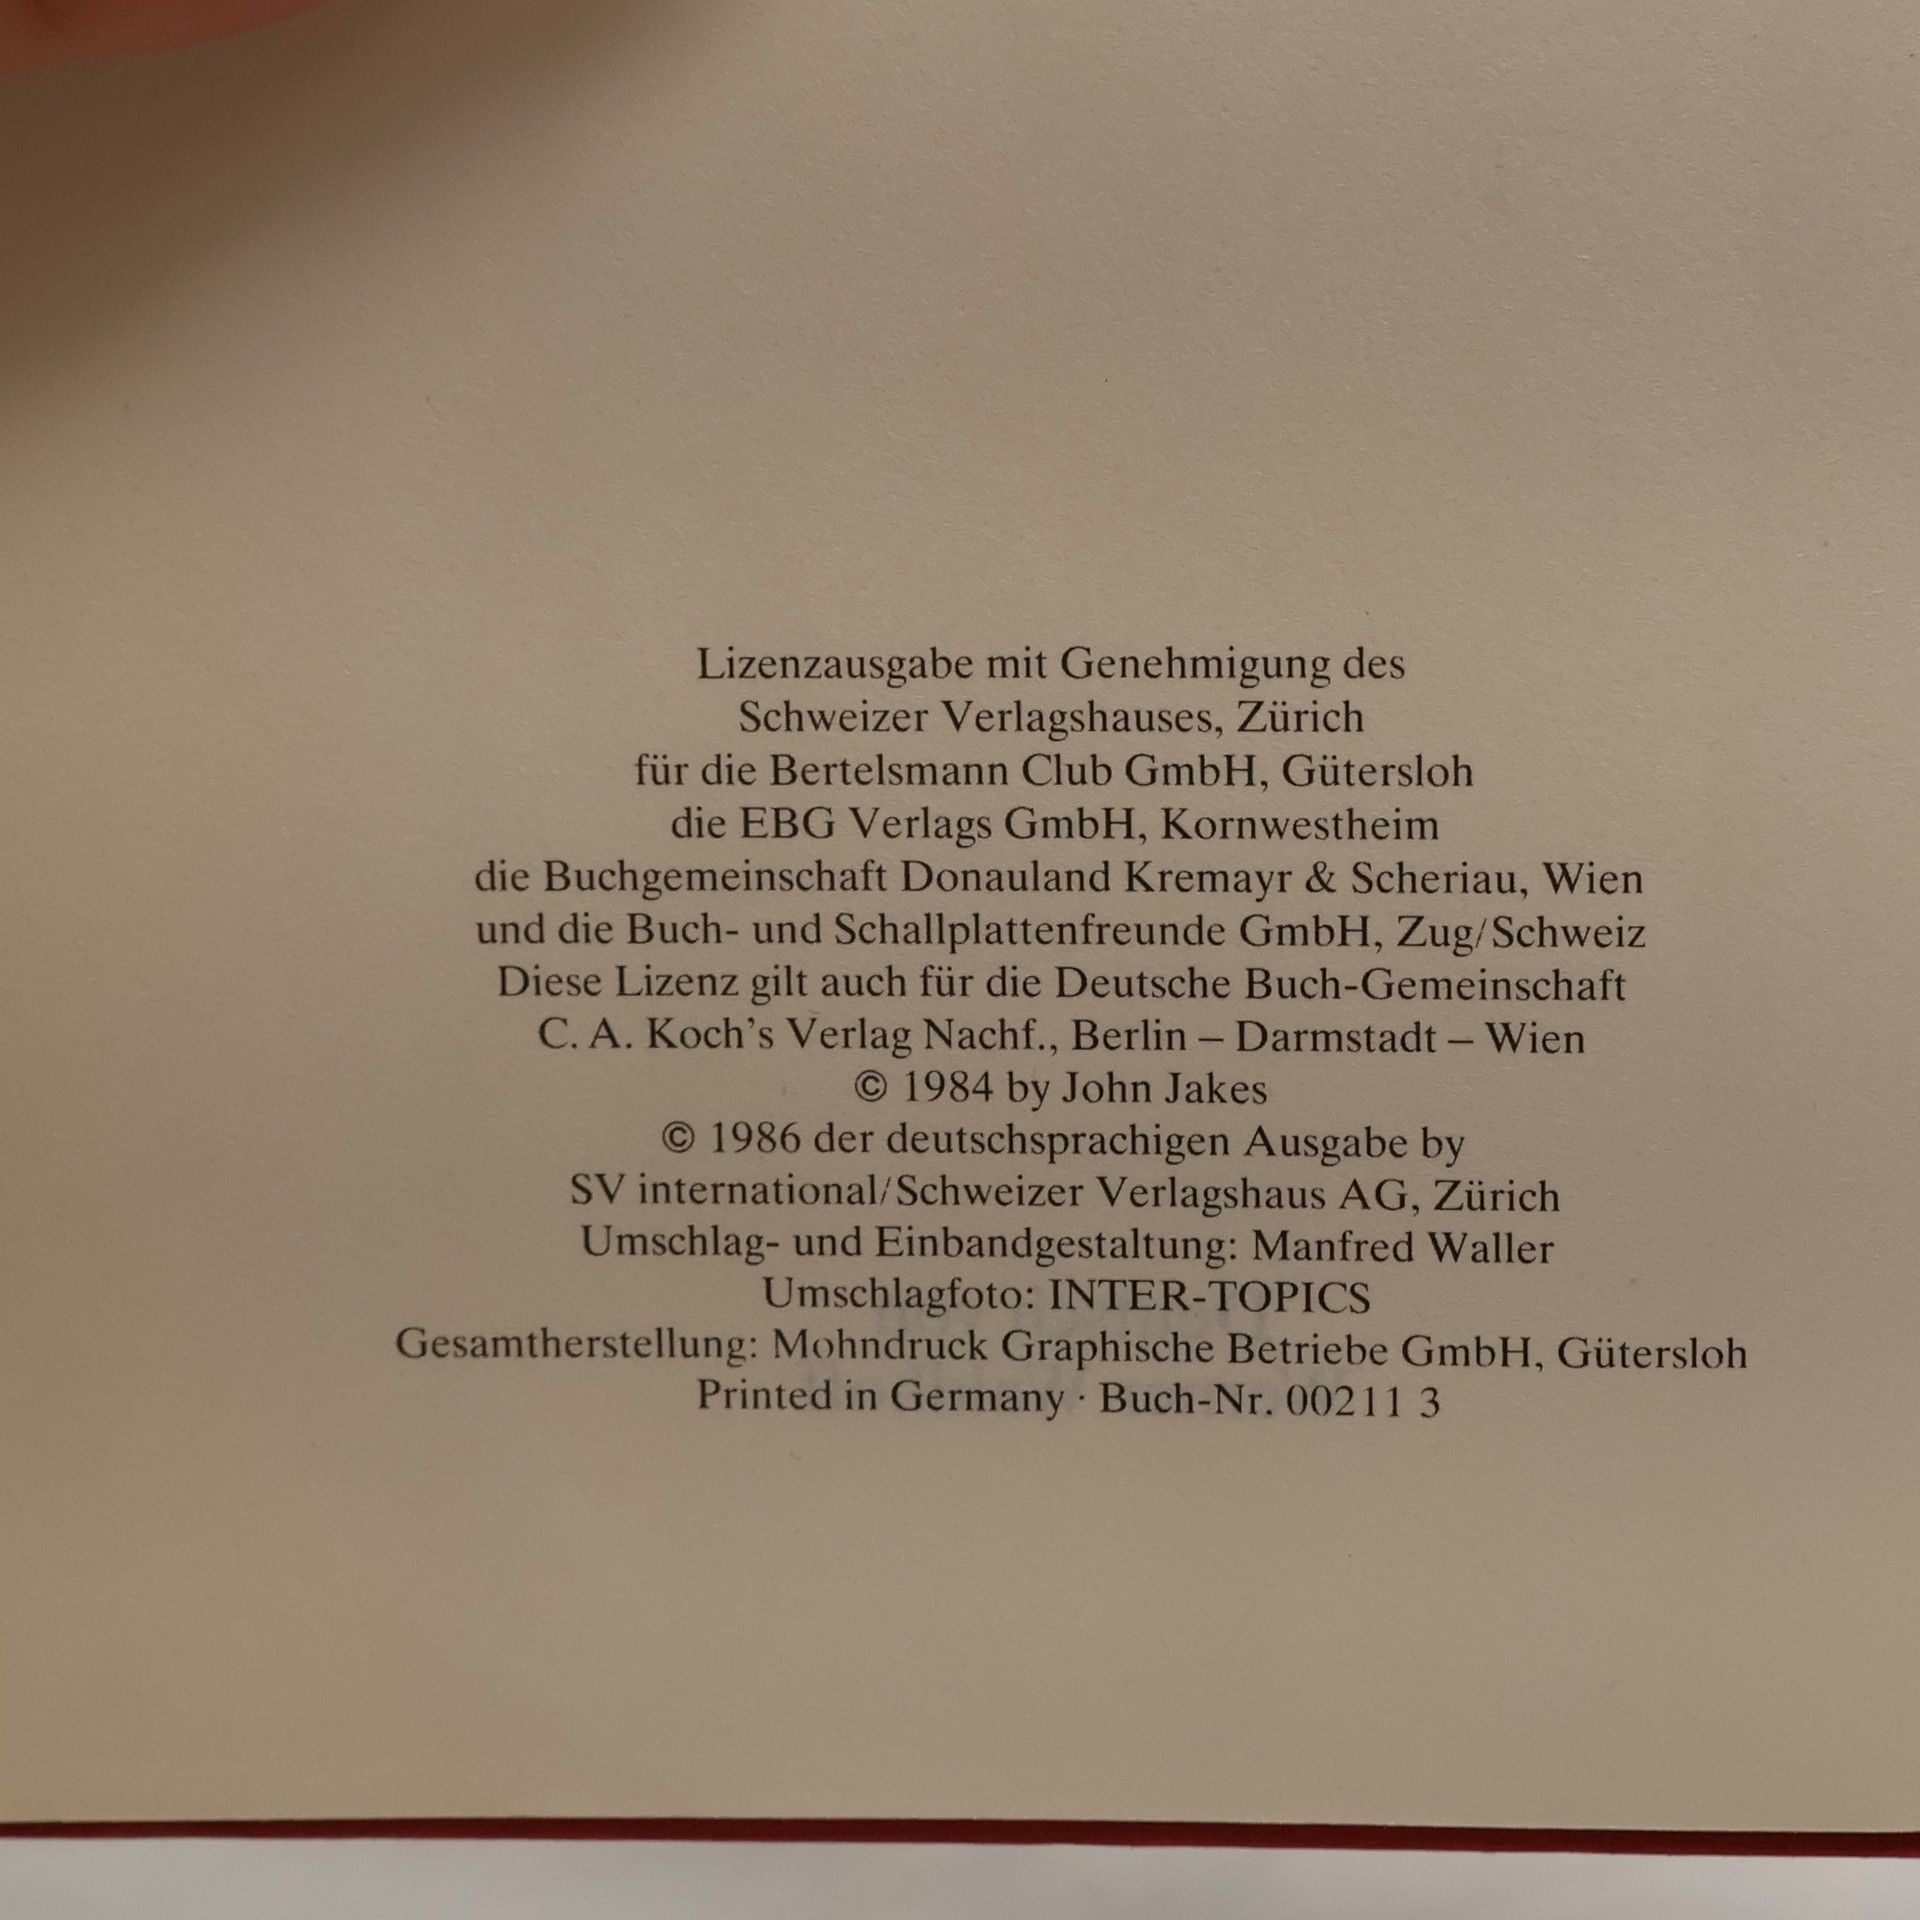 Lizenzausgabe mit Genehmigung des
Schweizer Verlagshauses, Zürich
für die Bertelsmann Club GmbH, Gütersloh
die EBG Verlags GmbH, Kornwestheim
die Buchgemeinschaft Donauland Kremayr & Scheriau, Wien
und die Buch- und Schallplattenfreunde GmbH, Zug/Schweiz
Diese Lizenz gilt auch für die Deutsche Buch-Gemeinschaft
C. A. Koch’s Verlag Nachf., Berlin – Darmstadt – Wien
© 1984 by John Jakes
© 1986 der deutschsprachigen Ausgabe by
SV international/Schweizer Verlagshaus AG, Zürich
Umschlag- und Einbandgestaltung: Manfred Waller
Umschlagfoto: INTER-TOPICS
Gesamtherstellung: Mohndruck Graphische Betriebe GmbH, Gütersloh
Printed in Germany · Buch-Nr. 00211 3